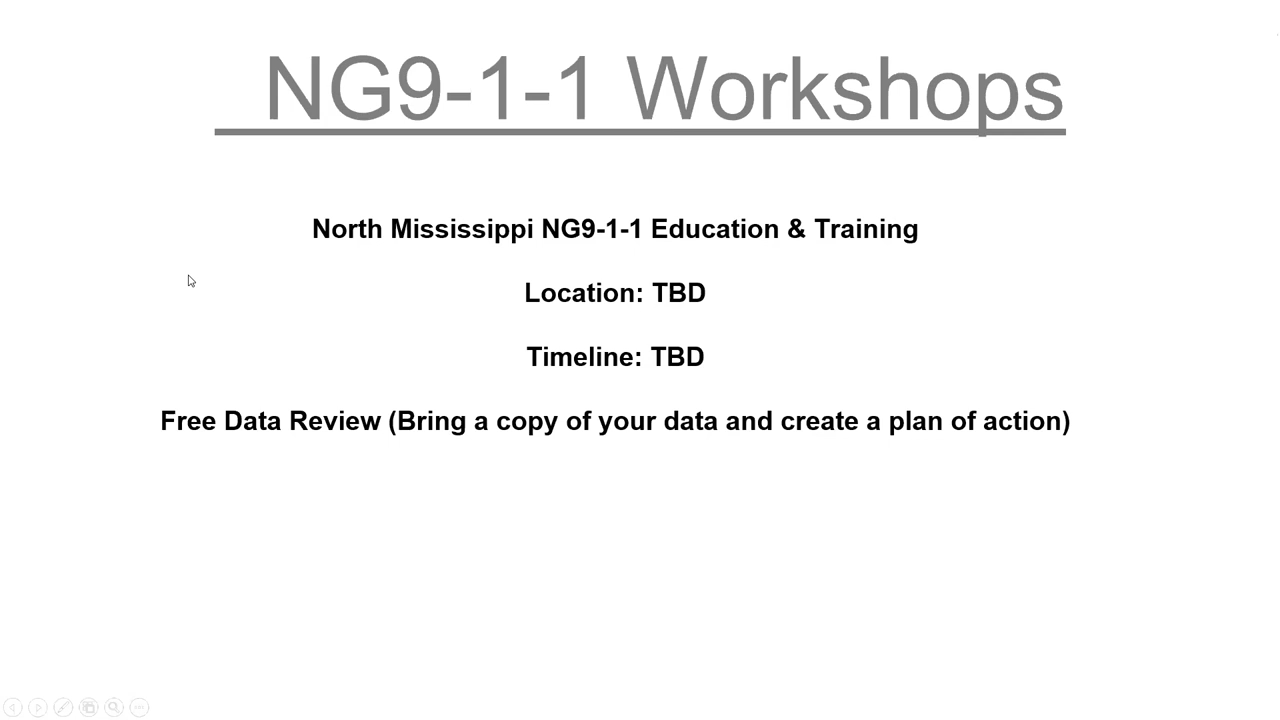 NG9-1-1 Workshops
North Mississippi NG9-1-1 Education & Training
Location: TBD
Timeline: TBD
Free Data Review (Bring a copy of your data and create a plan of action)